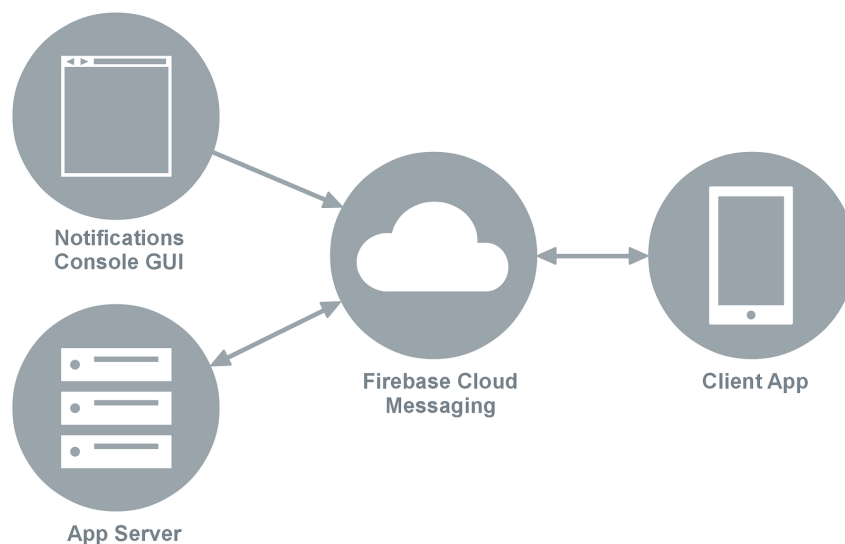 Notifications
Console GUI
Firebase Cloud
Messaging
Client App
App Server